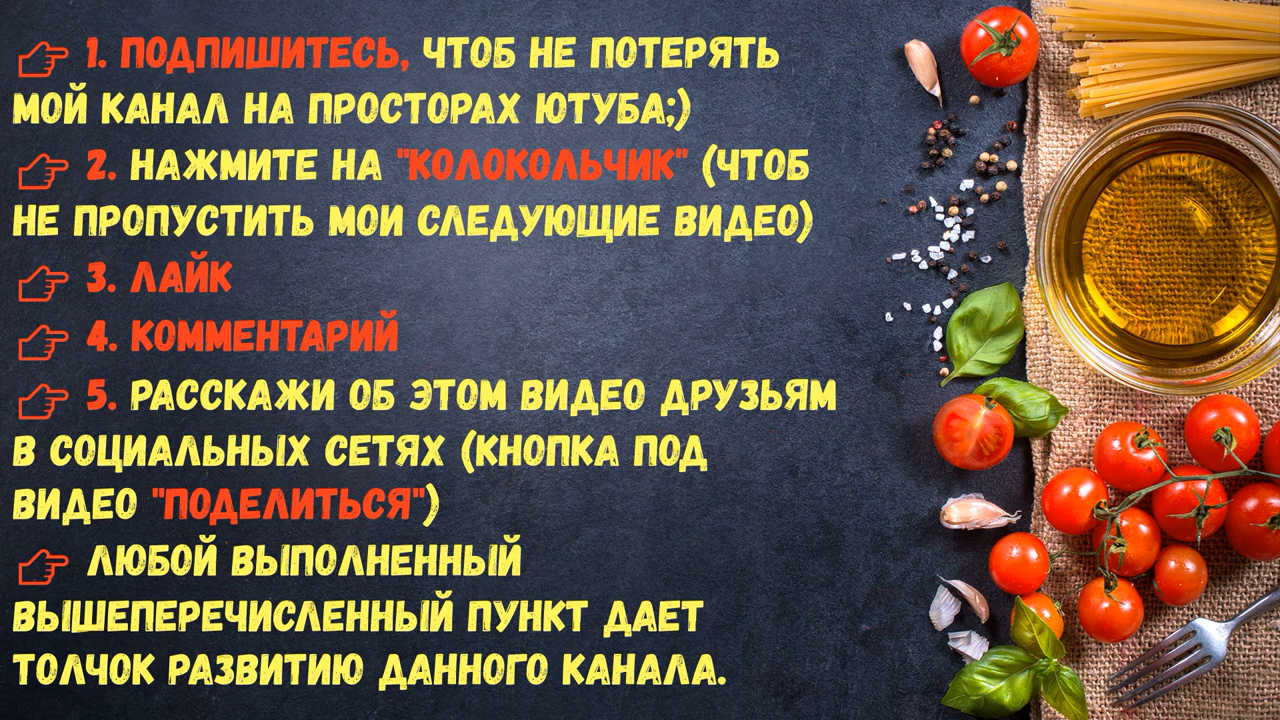 1. ПОДПИШИТЕСЬ, ЧТОБ НЕ ПОТЕРЯТЬ
МОЙ КАНАЛ НА ПРОСТОРАХ ЮТУБА;)
2. НАЖМИТЕ НА "КОЛОКОЛЬЧИК" (ЧТОБ
НЕ ПРОПУСТИТЬ МОИ СЛЕДУЮЩИЕ ВИДЕО)
3. ЛАЙК
4. КОММЕНТАРИЙ
5. РАССКАЖИ ОБ ЭТОМ ВИДЕО ДРУЗЬЯМ
В СОЦИАЛЬНЫХ СЕТЯХ (КНОПКА ПОД
ВИДЕО "ПОДЕЛИТЬСЯ")
ЛЮБОЙ ВЫПОЛНЕННЫЙ
ВЫШЕПЕРЕЧИСЛЕННЫЙ ПУНКТ ДАЕТ
ТОЛЧОК РАЗВИТИЮ ДАННОГО КАНАЛА.